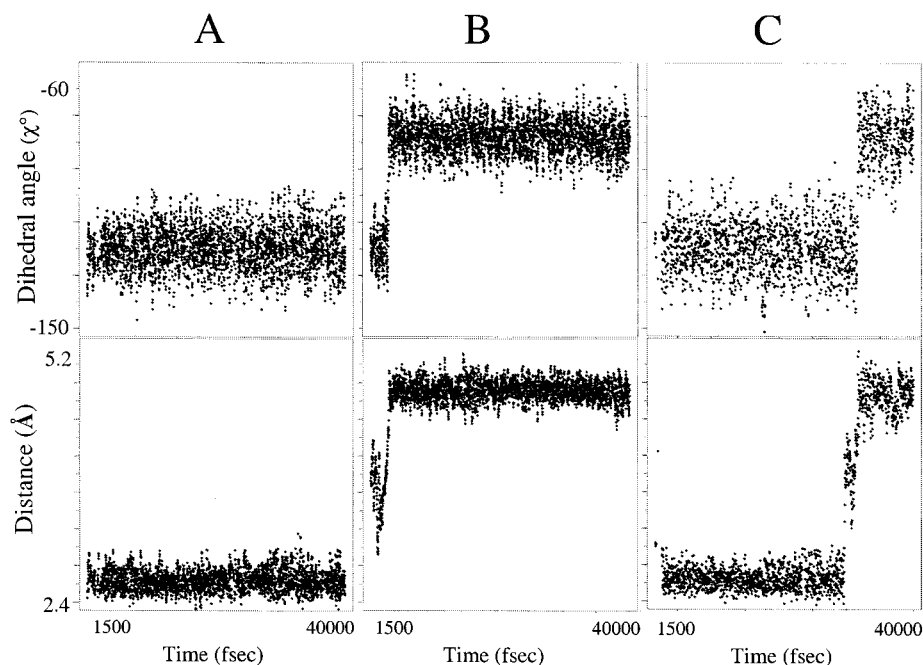 A B C
-60
Dihedral angle (χ°)
-150
5.2
Distance (Å)
2.4
1500 40000 1500 40000 1500 40000
Time (fsec) Time (fsec) Time (fsec)